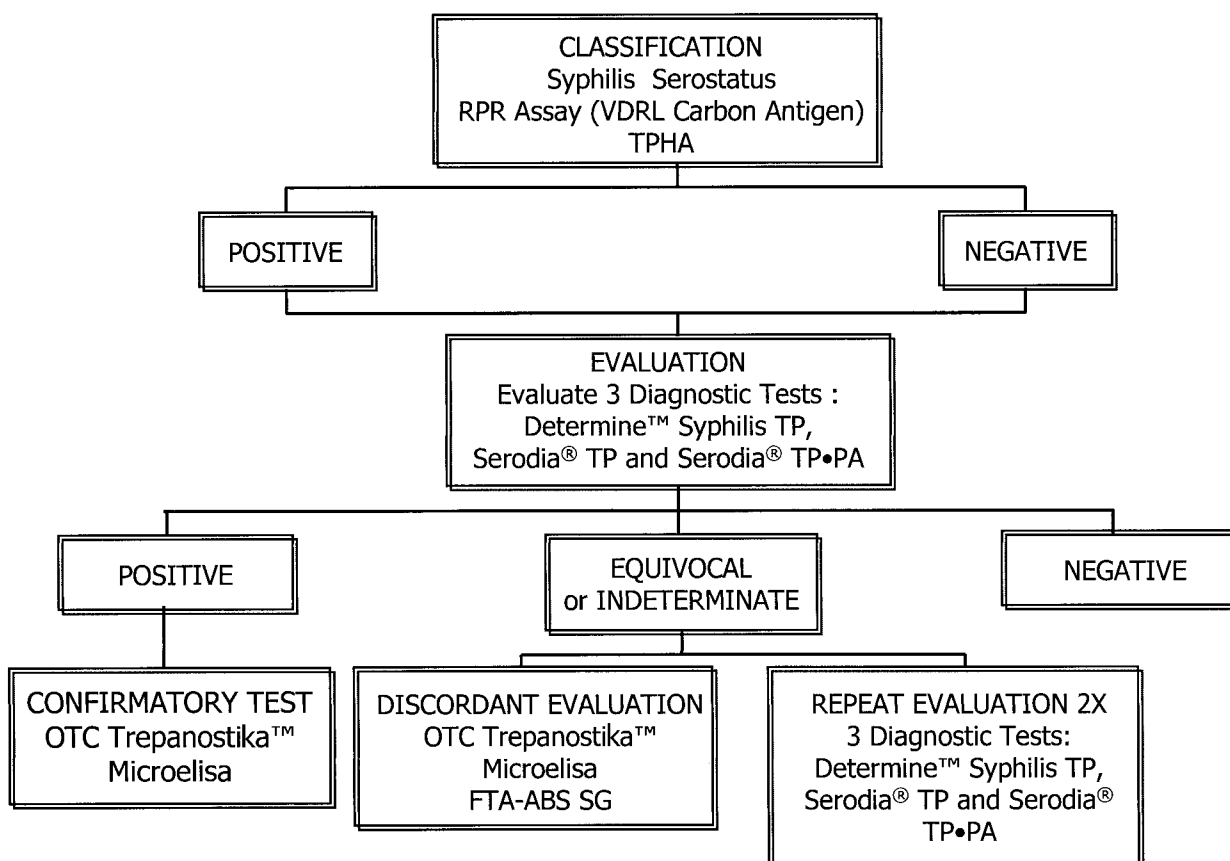 CLASSIFICATION
Syphilis Serostatus
RPR Assay (VDRL Carbon Antigen)
TPHA
POSITIVE
NEGATIVE
EVALUATION
Evaluate 3 Diagnostic Tests :
Determine™ Syphilis TP,
Serodia® TP and Serodia® TP•PA
POSITIVE
EQUIVOCAL
or INDETERMINATE
NEGATIVE
CONFIRMATORY TEST
OTC Trepanostika™
Microelisa
DISCORDANT EVALUATION
OTC Trepanostika™
Microelisa
FTA-ABS SG
REPEAT EVALUATION 2X
3 Diagnostic Tests:
Determine™ Syphilis TP,
Serodia® TP and Serodia®
TP•PA